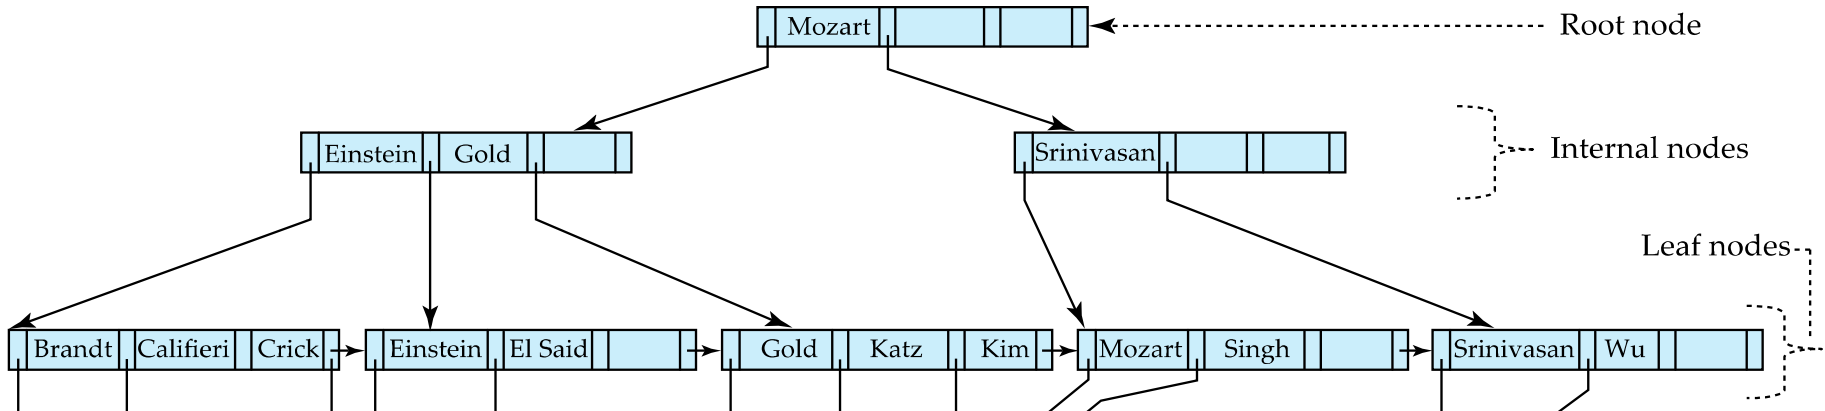 Mozart
Root node
Einstein Gold
Srinivasan
Internal nodes
Leaf nodes
Brandt Califieri Crick
Einstein El Said
Gold Katz Kim
Mozart Singh
Srinivasan Wu